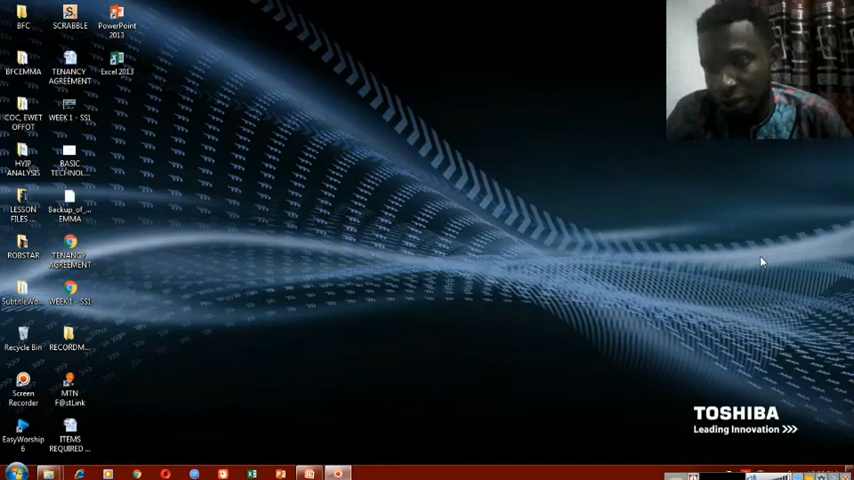 BFC
SCRABBLE
PowerPoint
2013
BFCEMMA
TENANCY
AGREEMENT
Excel 2013
COC, EWET
OFFOT
WEEK 1 - SS1
HYIP
ANALYSIS
BASIC
TECHNOL...
LESSON
FILES ...
Backup_of_...
EMMA
ROBSTAR
TENANCY
AGREEMENT
SubtitleWo...
WEEK 1 - SS1
Recycle Bin
RECORDM...
Screen
Recorder
MTN
F@stLink
EasyWorship
6
ITEMS
REQUIRED ...
TOSHIBA
Leading Innovation >>>